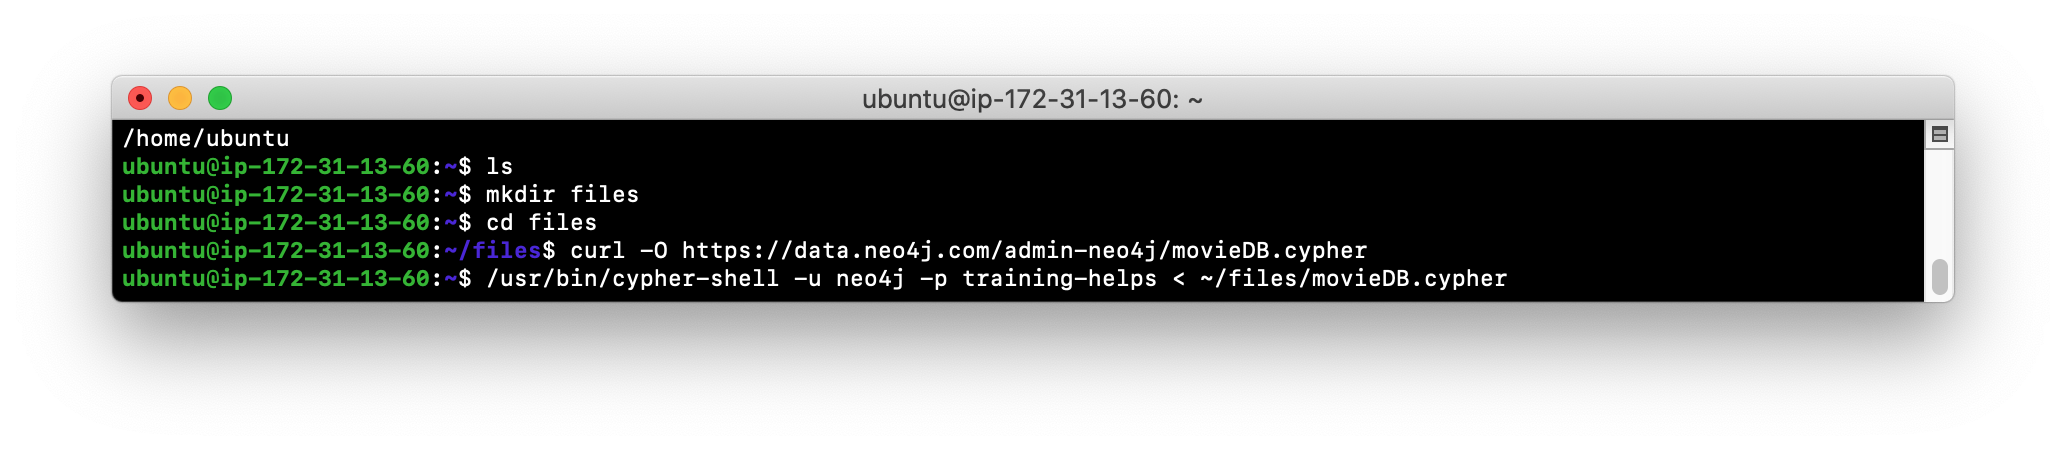 ubuntu@ip-172-31-13-60: ~
/home/ubuntu
ubuntu@ip-172-31-13-60:~$ ls
ubuntu@ip-172-31-13-60:~$ mkdir files
ubuntu@ip-172-31-13-60:~$ cd files
ubuntu@ip-172-31-13-60:~/files$ curl -O https://data.neo4j.com/admin-neo4j/movieDB.cypher
ubuntu@ip-172-31-13-60:~$ /usr/bin/cypher-shell -u neo4j -p training-helps < ~/files/movieDB.cypher